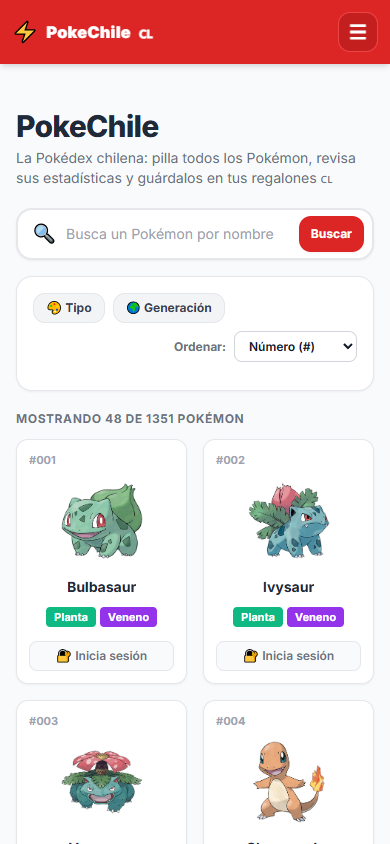 ⚡ PokeChile CL
☰
PokeChile
La Pokédex chilena: pilla todos los Pokémon, revisa
sus estadísticas y guárdalos en tus regalones CL
🔍 Busca un Pokémon por nombre Buscar
🎨 Tipo 🌎 Generación
Ordenar: Número (#)
MOSTRANDO 48 DE 1351 POKÉMON
#001 #002
Bulbasaur Ivysaur
Planta Veneno Planta Veneno
🔐 Inicia sesión 🔐 Inicia sesión
#003 #004